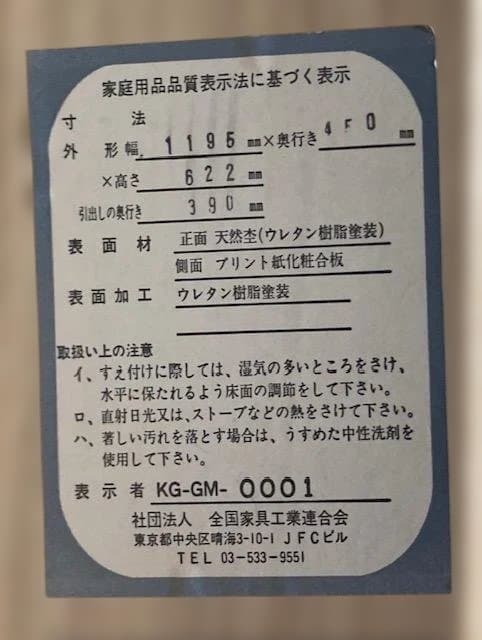 家庭用品品質表示法に基づく表示
寸　　法
外　形 幅 1195 mm×奥行き 450 mm
×高さ 622 mm
引出しの奥行き 390 mm
表面材 正面 天然杢(ウレタン樹脂塗装)
側面 プリント紙化粧合板
表面加工 ウレタン樹脂塗装
取扱い上の注意
イ、すえ付けに際しては、湿気の多いところをさけ、
水平に保たれるよう床面の調節をして下さい。
ロ、直射日光又は、ストーブなどの熱をさけて下さい。
ハ、著しい汚れを落とす場合は、うすめた中性洗剤を
使用して下さい。
表示者 KG-GM-0001
社団法人　全国家具工業連合会
東京都中央区晴海3-10-1 JFCビル
TEL 03-533-9551